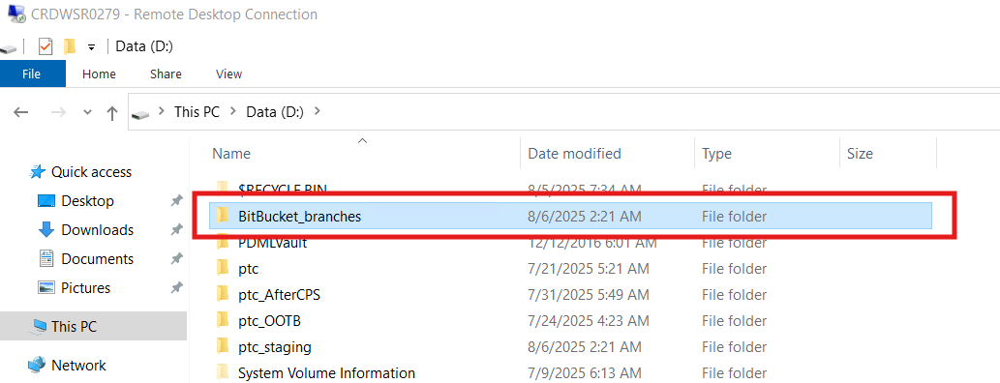 CRDWSR0279 - Remote Desktop Connection
Data (D:)
File Home Share View
This PC Data (D:)
Name Date modified Type Size
Quick access
Desktop
Downloads
Documents
Pictures
This PC
Network
$RECYCLE.BIN 8/5/2025 7:34 AM File folder
BitBucket_branches 8/6/2025 2:21 AM File folder
PDMLVault 12/12/2016 6:01 AM File folder
ptc 7/21/2025 5:21 AM File folder
ptc_AfterCPS 7/31/2025 5:49 AM File folder
ptc_OOTB 7/24/2025 4:23 AM File folder
ptc_staging 8/6/2025 2:21 AM File folder
System Volume Information 7/9/2025 6:13 AM File folder